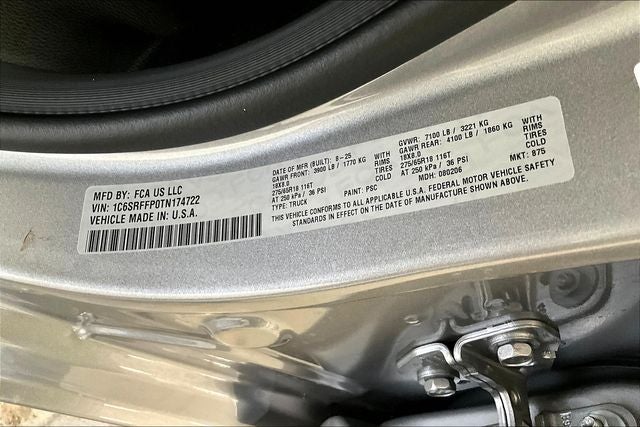 MFD BY: FCA US LLC
VIN: 1C6SRFFP0TN174722
VEHICLE MADE IN U.S.A.
DATE OF MFR (BUILT): 8-25
GAWR FRONT: 3900 LB / 1770 KG WITH
18X8.0 RIMS
275/65R18 116T TIRES
AT 250 kPa / 36 PSI COLD
TYPE: TRUCK
PAINT: PSC
GVWR: 7100 LB / 3221 KG
GAWR REAR: 4100 LB / 1860 KG WITH
18X8.0 RIMS
275/65R18 116T TIRES
AT 250 kPa / 36 PSI COLD
MDH: 080206
MKT: 875
THIS VEHICLE CONFORMS TO ALL APPLICABLE U.S.A. FEDERAL MOTOR VEHICLE SAFETY
STANDARDS IN EFFECT ON THE DATE OF MANUFACTURE SHOWN ABOVE.